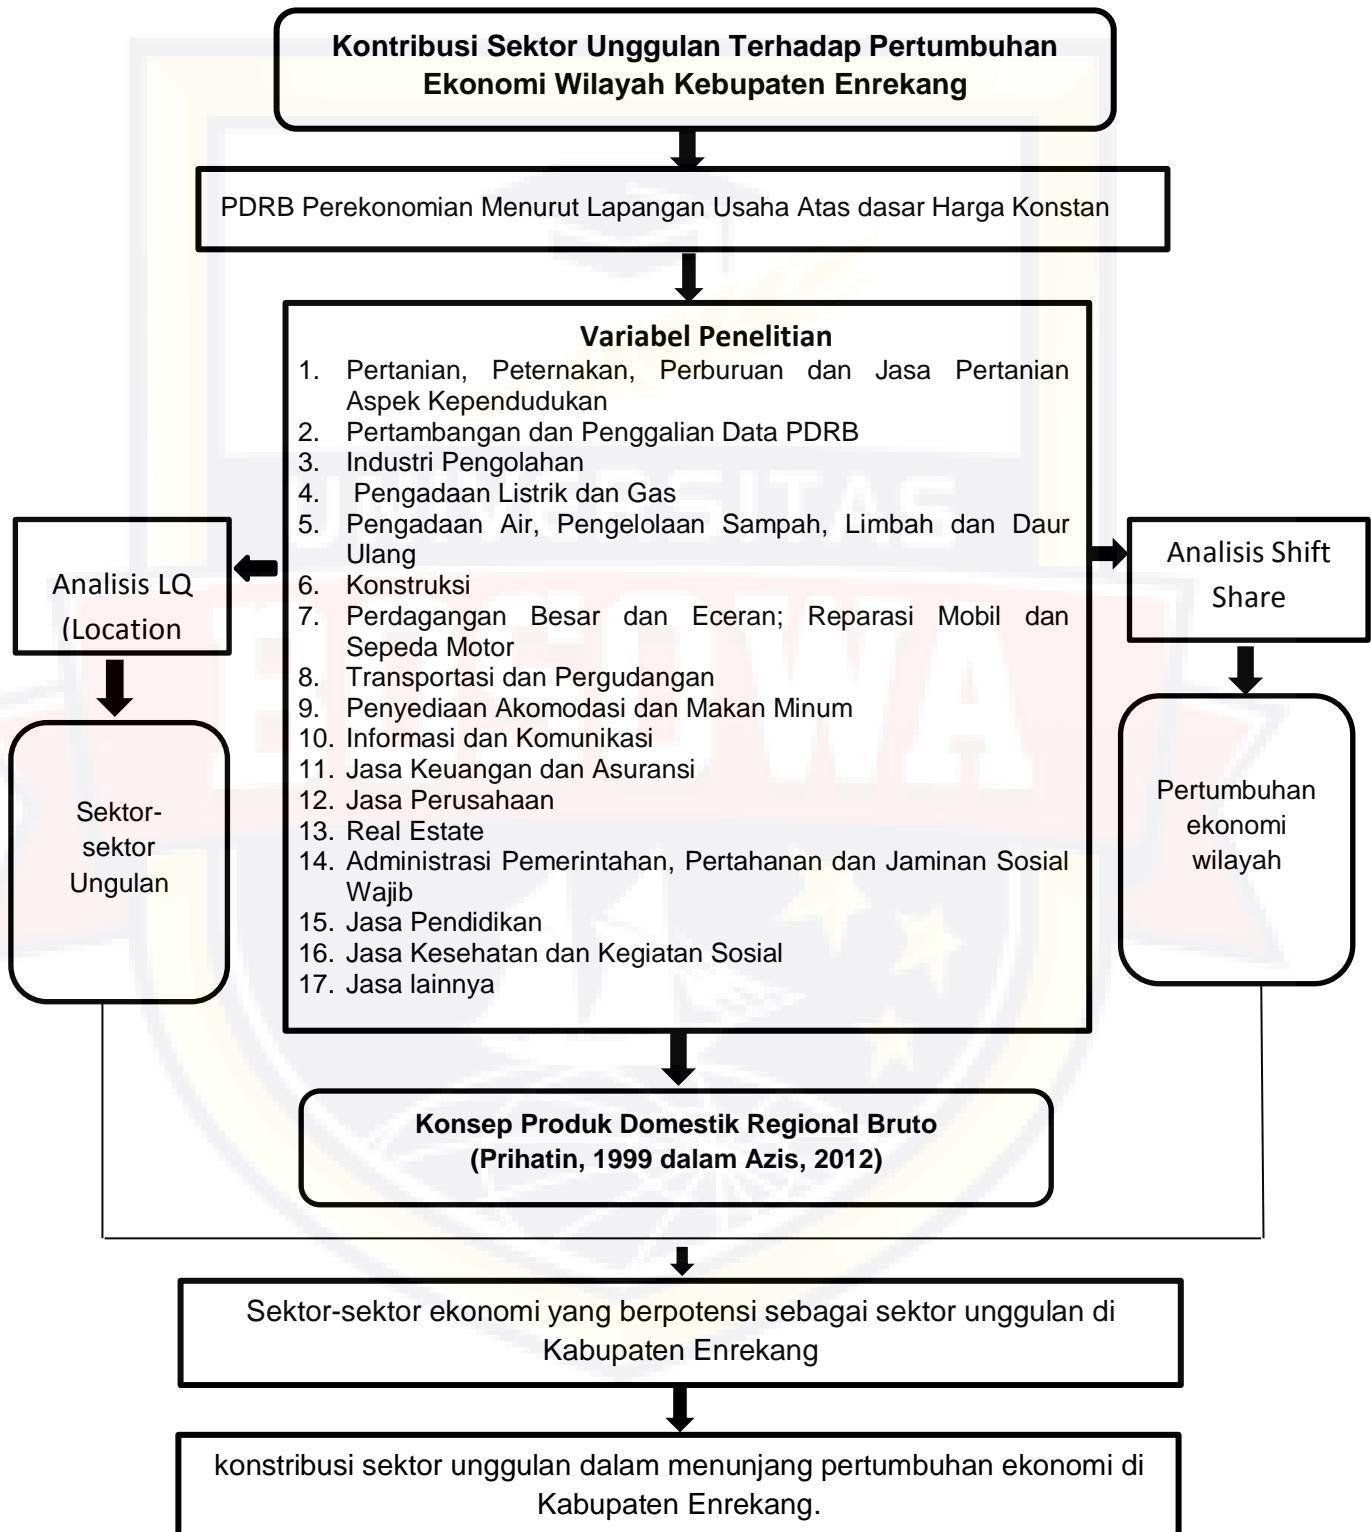 Kontribusi Sektor Unggulan Terhadap Pertumbuhan
Ekonomi Wilayah Kebupaten Enrekang
PDRB Perekonomian Menurut Lapangan Usaha Atas dasar Harga Konstan
Variabel Penelitian
1. Pertanian, Peternakan, Perburuan dan Jasa Pertanian
Aspek Kependudukan
2. Pertambangan dan Penggalian Data PDRB
3. Industri Pengolahan
4. Pengadaan Listrik dan Gas
5. Pengadaan Air, Pengelolaan Sampah, Limbah dan Daur
Ulang
6. Konstruksi
7. Perdagangan Besar dan Eceran; Reparasi Mobil dan
Sepeda Motor
8. Transportasi dan Pergudangan
9. Penyediaan Akomodasi dan Makan Minum
10. Informasi dan Komunikasi
11. Jasa Keuangan dan Asuransi
12. Jasa Perusahaan
13. Real Estate
14. Administrasi Pemerintahan, Pertahanan dan Jaminan Sosial
Wajib
15. Jasa Pendidikan
16. Jasa Kesehatan dan Kegiatan Sosial
17. Jasa lainnya
Analisis LQ
(Location
Sektor-
sektor
Ungulan
Analisis Shift
Share
Pertumbuhan
ekonomi
wilayah
Konsep Produk Domestik Regional Bruto
(Prihatin, 1999 dalam Azis, 2012)
Sektor-sektor ekonomi yang berpotensi sebagai sektor unggulan di
Kabupaten Enrekang
konstribusi sektor unggulan dalam menunjang pertumbuhan ekonomi di
Kabupaten Enrekang.
UNIVERSITAS
BOSOWA